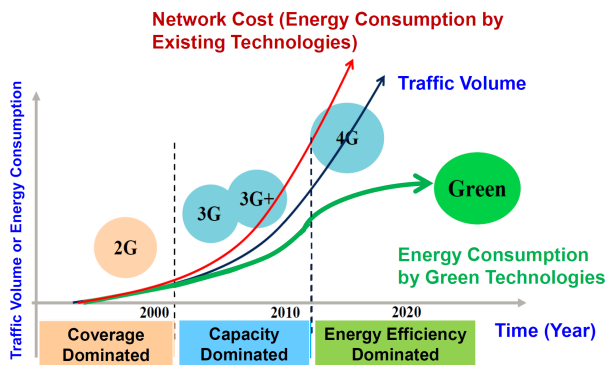 Network Cost (Energy Consumption by
Existing Technologies)
Traffic Volume
Traffic Volume or Energy Consumption
4G
3G+
3G
2G
Green
Energy Consumption
by Green Technologies
2000
2010
2020
Time (Year)
Coverage
Dominated
Capacity
Dominated
Energy Efficiency
Dominated